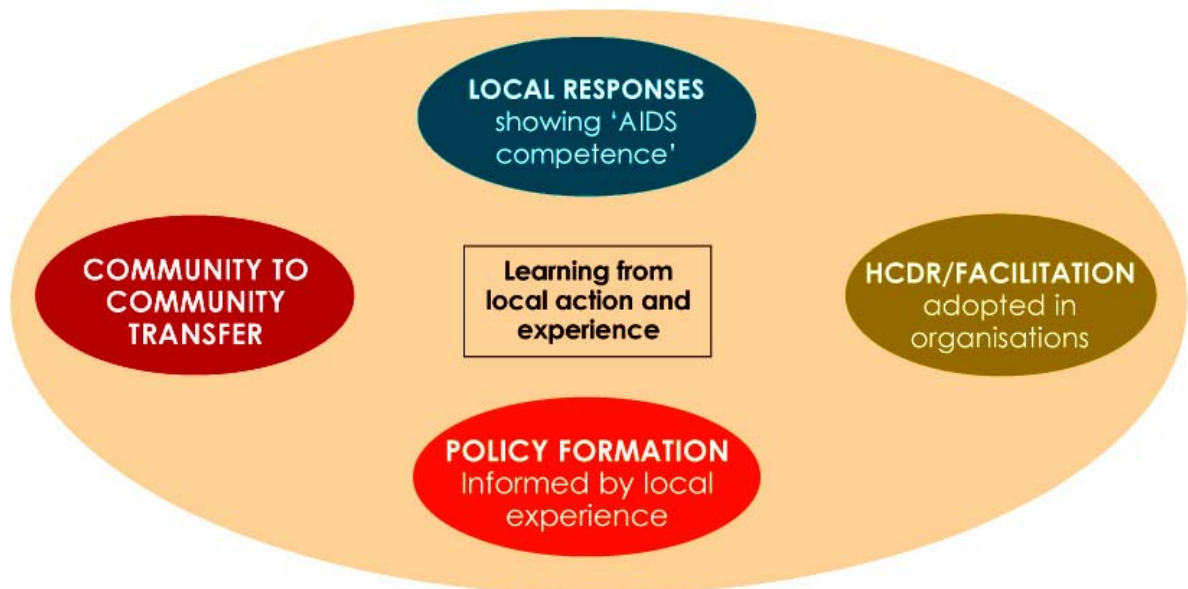 LOCAL RESPONSES
showing ‘AIDS
competence’
COMMUNITY TO
COMMUNITY
TRANSFER
Learning from
local action and
experience
HCDR/FACILITATION
adopted in
organisations
POLICY FORMATION
Informed by local
experience